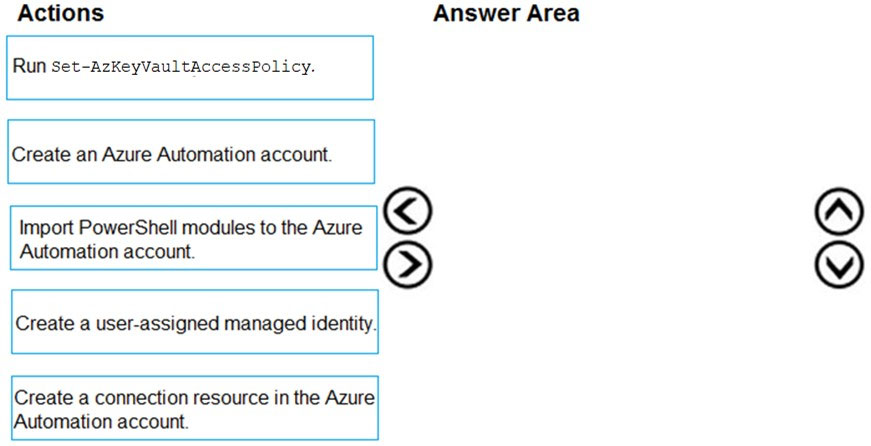 Actions
Answer Area
Run Set-AzKeyVaultAccessPolicy.
Create an Azure Automation account.
Import PowerShell modules to the Azure
Automation account.
Create a user-assigned managed identity.
Create a connection resource in the Azure
Automation account.